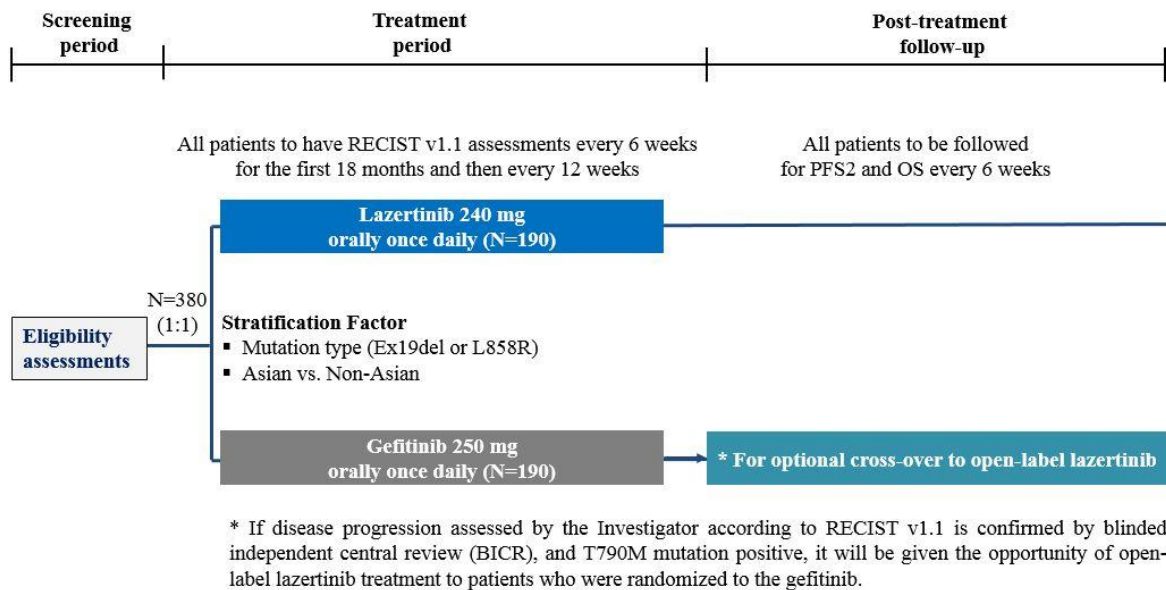 Screening
period
Treatment
period
Post-treatment
follow-up
All patients to have RECIST v1.1 assessments every 6 weeks
for the first 18 months and then every 12 weeks
All patients to be followed
for PFS2 and OS every 6 weeks
Lazertinib 240 mg
orally once daily (N=190)
N=380
(1:1)
Eligibility
assessments
Stratification Factor
▪ Mutation type (Ex19del or L858R)
▪ Asian vs. Non-Asian
Gefitinib 250 mg
orally once daily (N=190)
* For optional cross-over to open-label lazertinib
* If disease progression assessed by the Investigator according to RECIST v1.1 is confirmed by blinded
independent central review (BICR), and T790M mutation positive, it will be given the opportunity of open-
label lazertinib treatment to patients who were randomized to the gefitinib.